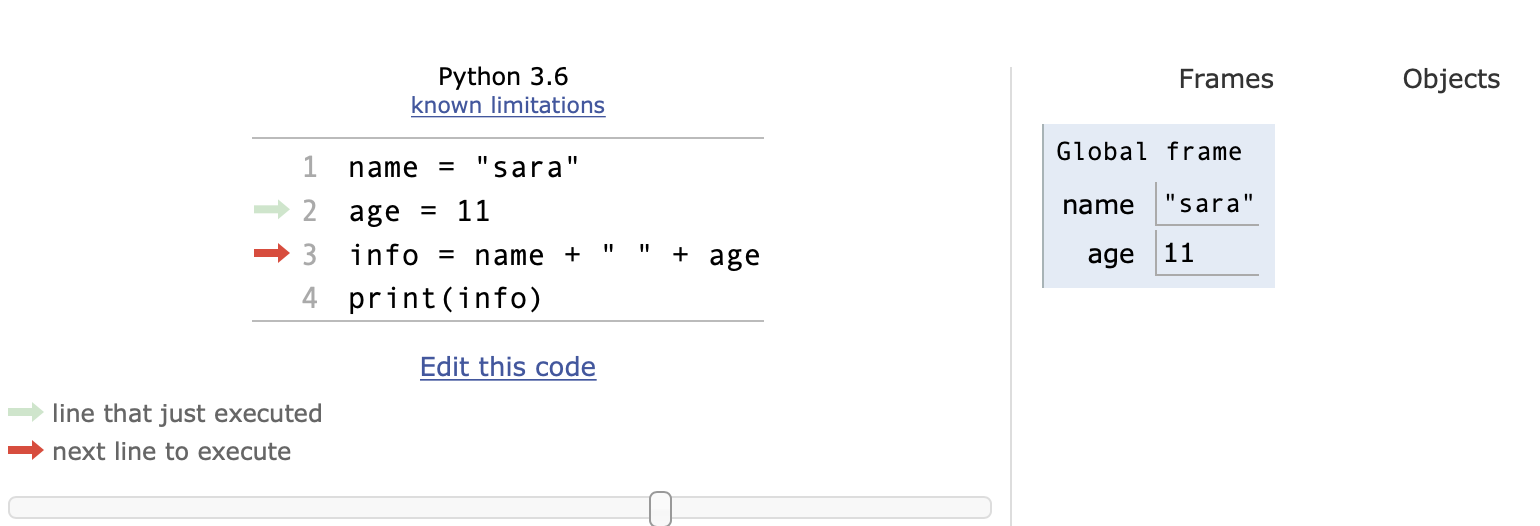 Python 3.6
known limitations
1 name = "sara"
2 age = 11
3 info = name + " " + age
4 print(info)
Edit this code
line that just executed
next line to execute
Frames Objects
Global frame
name "sara"
age 11